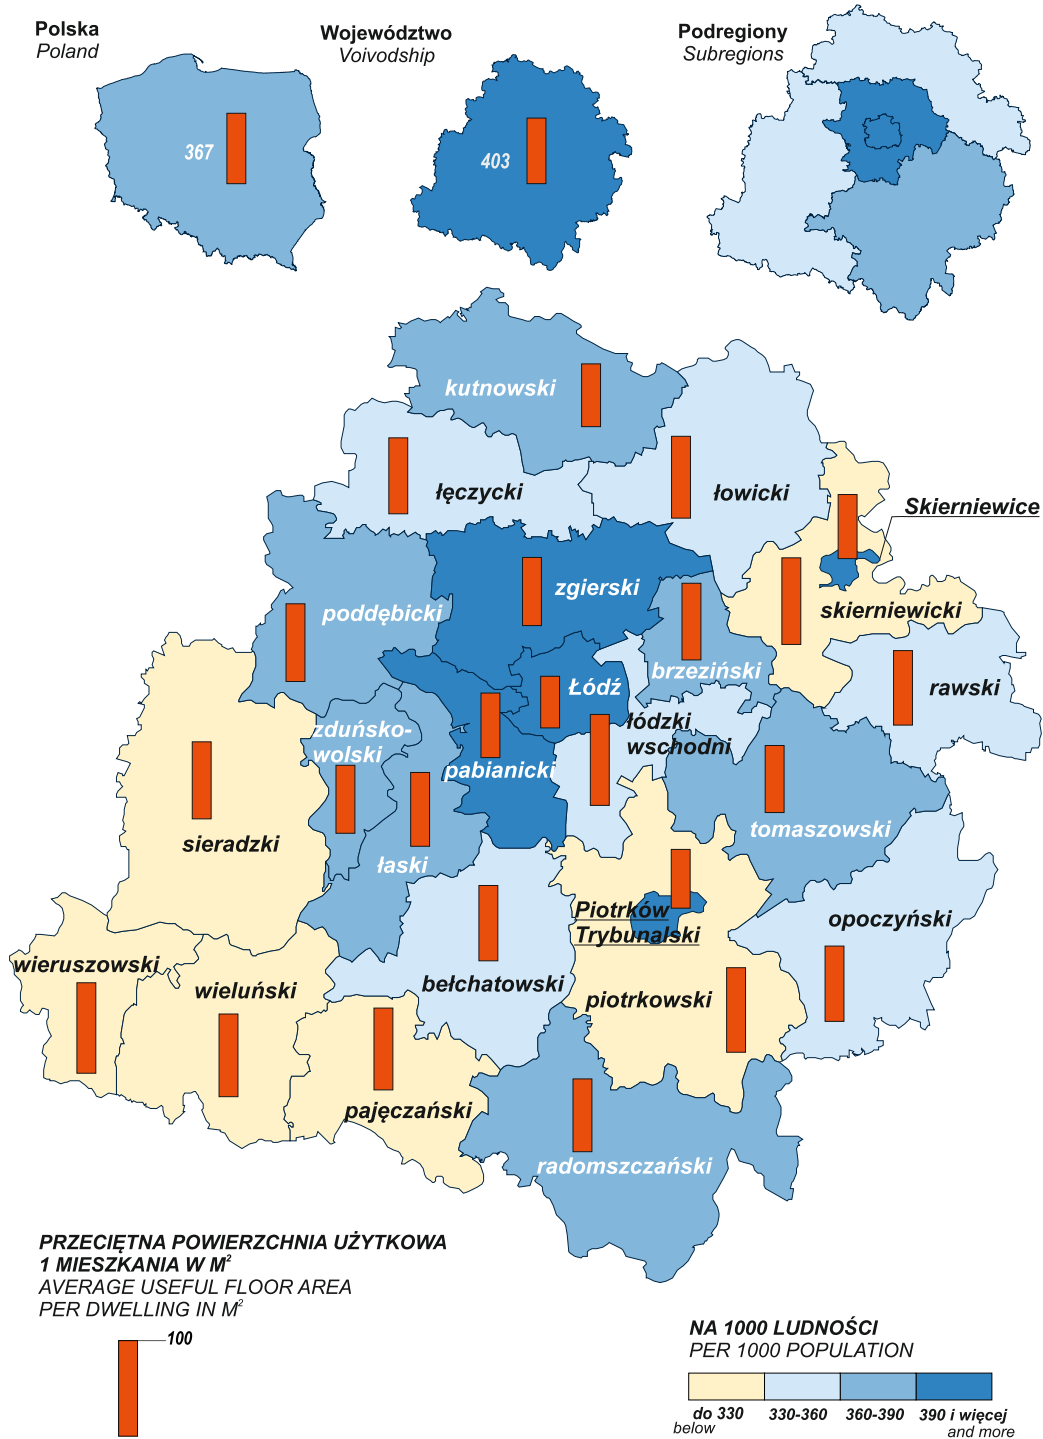 Polska
Poland
Województwo
Voivodship
Podregiony
Subregions
367
403
kutnowski
łęczycki
łowicki
Skierniewice
zgierski
poddębicki
skierniewicki
brzeziński
Łódź
rawski
zduńsko-
wolski
łódzki
wschodni
pabianicki
tomaszowski
sieradzki
łaski
opoczyński
Piotrków
Trybunalski
wieruszowski
wieluński
bełchatowski
piotrkowski
pajęczański
radomszczański
PRZECIĘTNA POWIERZCHNIA UŻYTKOWA
1 MIESZKANIA W M²
AVERAGE USEFUL FLOOR AREA
PER DWELLING IN M²
100
NA 1000 LUDNOŚCI
PER 1000 POPULATION
do 330 330-360 360-390 390 i więcej
below and more